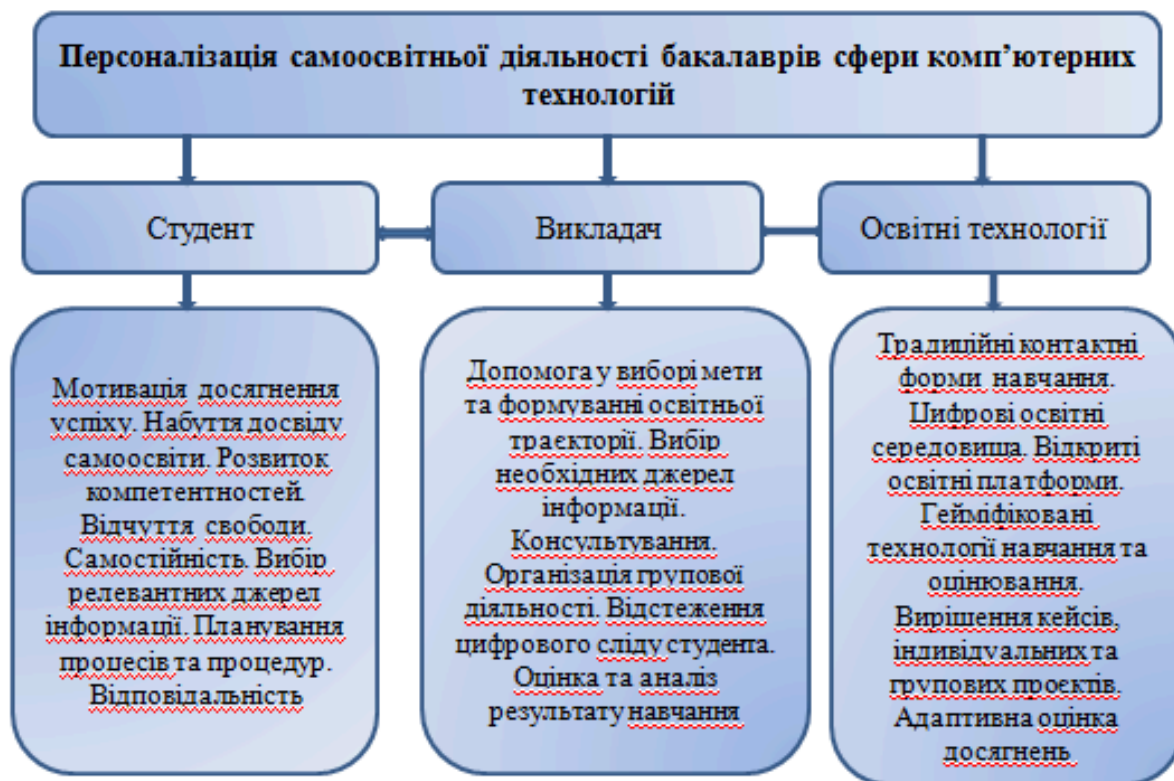 Персоналізація самоосвітньої діяльності бакалаврів сфери комп’ютерних
технологій
Студент
Викладач
Освітні технології
Мотивація досягнення
успіху. Набуття досвіду
самоосвіти. Розвиток
компетентностей.
Відчуття свободи.
Самостійність. Вибір
релевантних джерел
інформації. Планування
процесів та процедур.
Відповідальність
Допомога у виборі мети
та формуванні освітньої
траєкторії. Вибір
необхідних джерел
інформації.
Консультування.
Організація групової
діяльності. Відстеження
цифрового сліду студента.
Оцінка та аналіз
результату навчання
Традиційні контактні
форми навчання.
Цифрові освітні
середовища. Відкриті
освітні платформи.
Гейміфіковані
технології навчання та
оцінювання.
Вирішення кейсів,
індивідуальних та
групових проєктів.
Адаптивна оцінка
досягнень